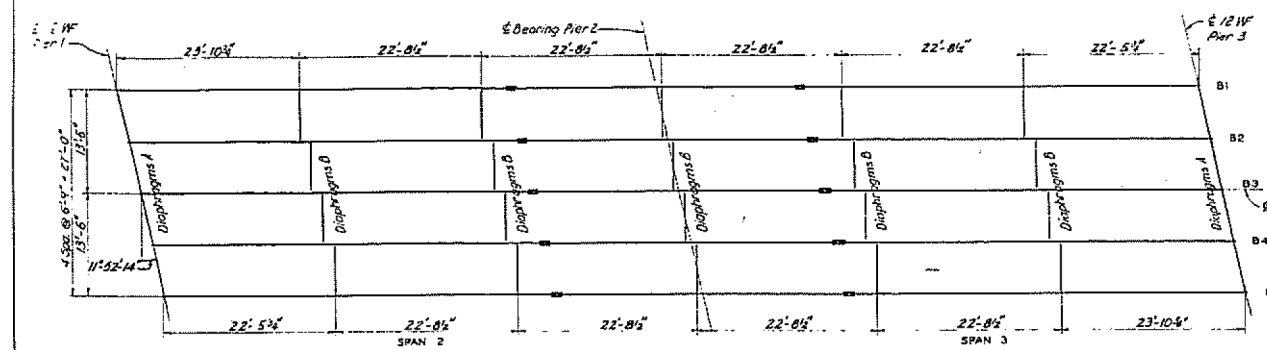 ℄ Bearing Pier 2
℄ 12 WF
Pier 3
23'-10¾"
22'-8½"
22'-8½"
22'-8½"
22'-8½"
22'-5¾"
B1
B2
B3
B4
4 Spa. @ 6'-9" = 27'-0"
13'-6"
13'-6"
11°-52'-14"
Diaphragms A
Diaphragms B
Diaphragms B
Diaphragms B
Diaphragms B
Diaphragms B
Diaphragms A
22'-5¾"
22'-8½"
22'-8½"
22'-8½"
22'-8½"
23'-10¾"
SPAN 2
SPAN 3